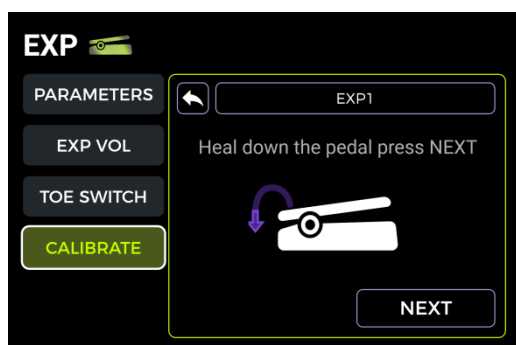 EXP
PARAMETERS
EXP VOL
TOE SWITCH
CALIBRATE
EXP1
Heal down the pedal press NEXT
NEXT